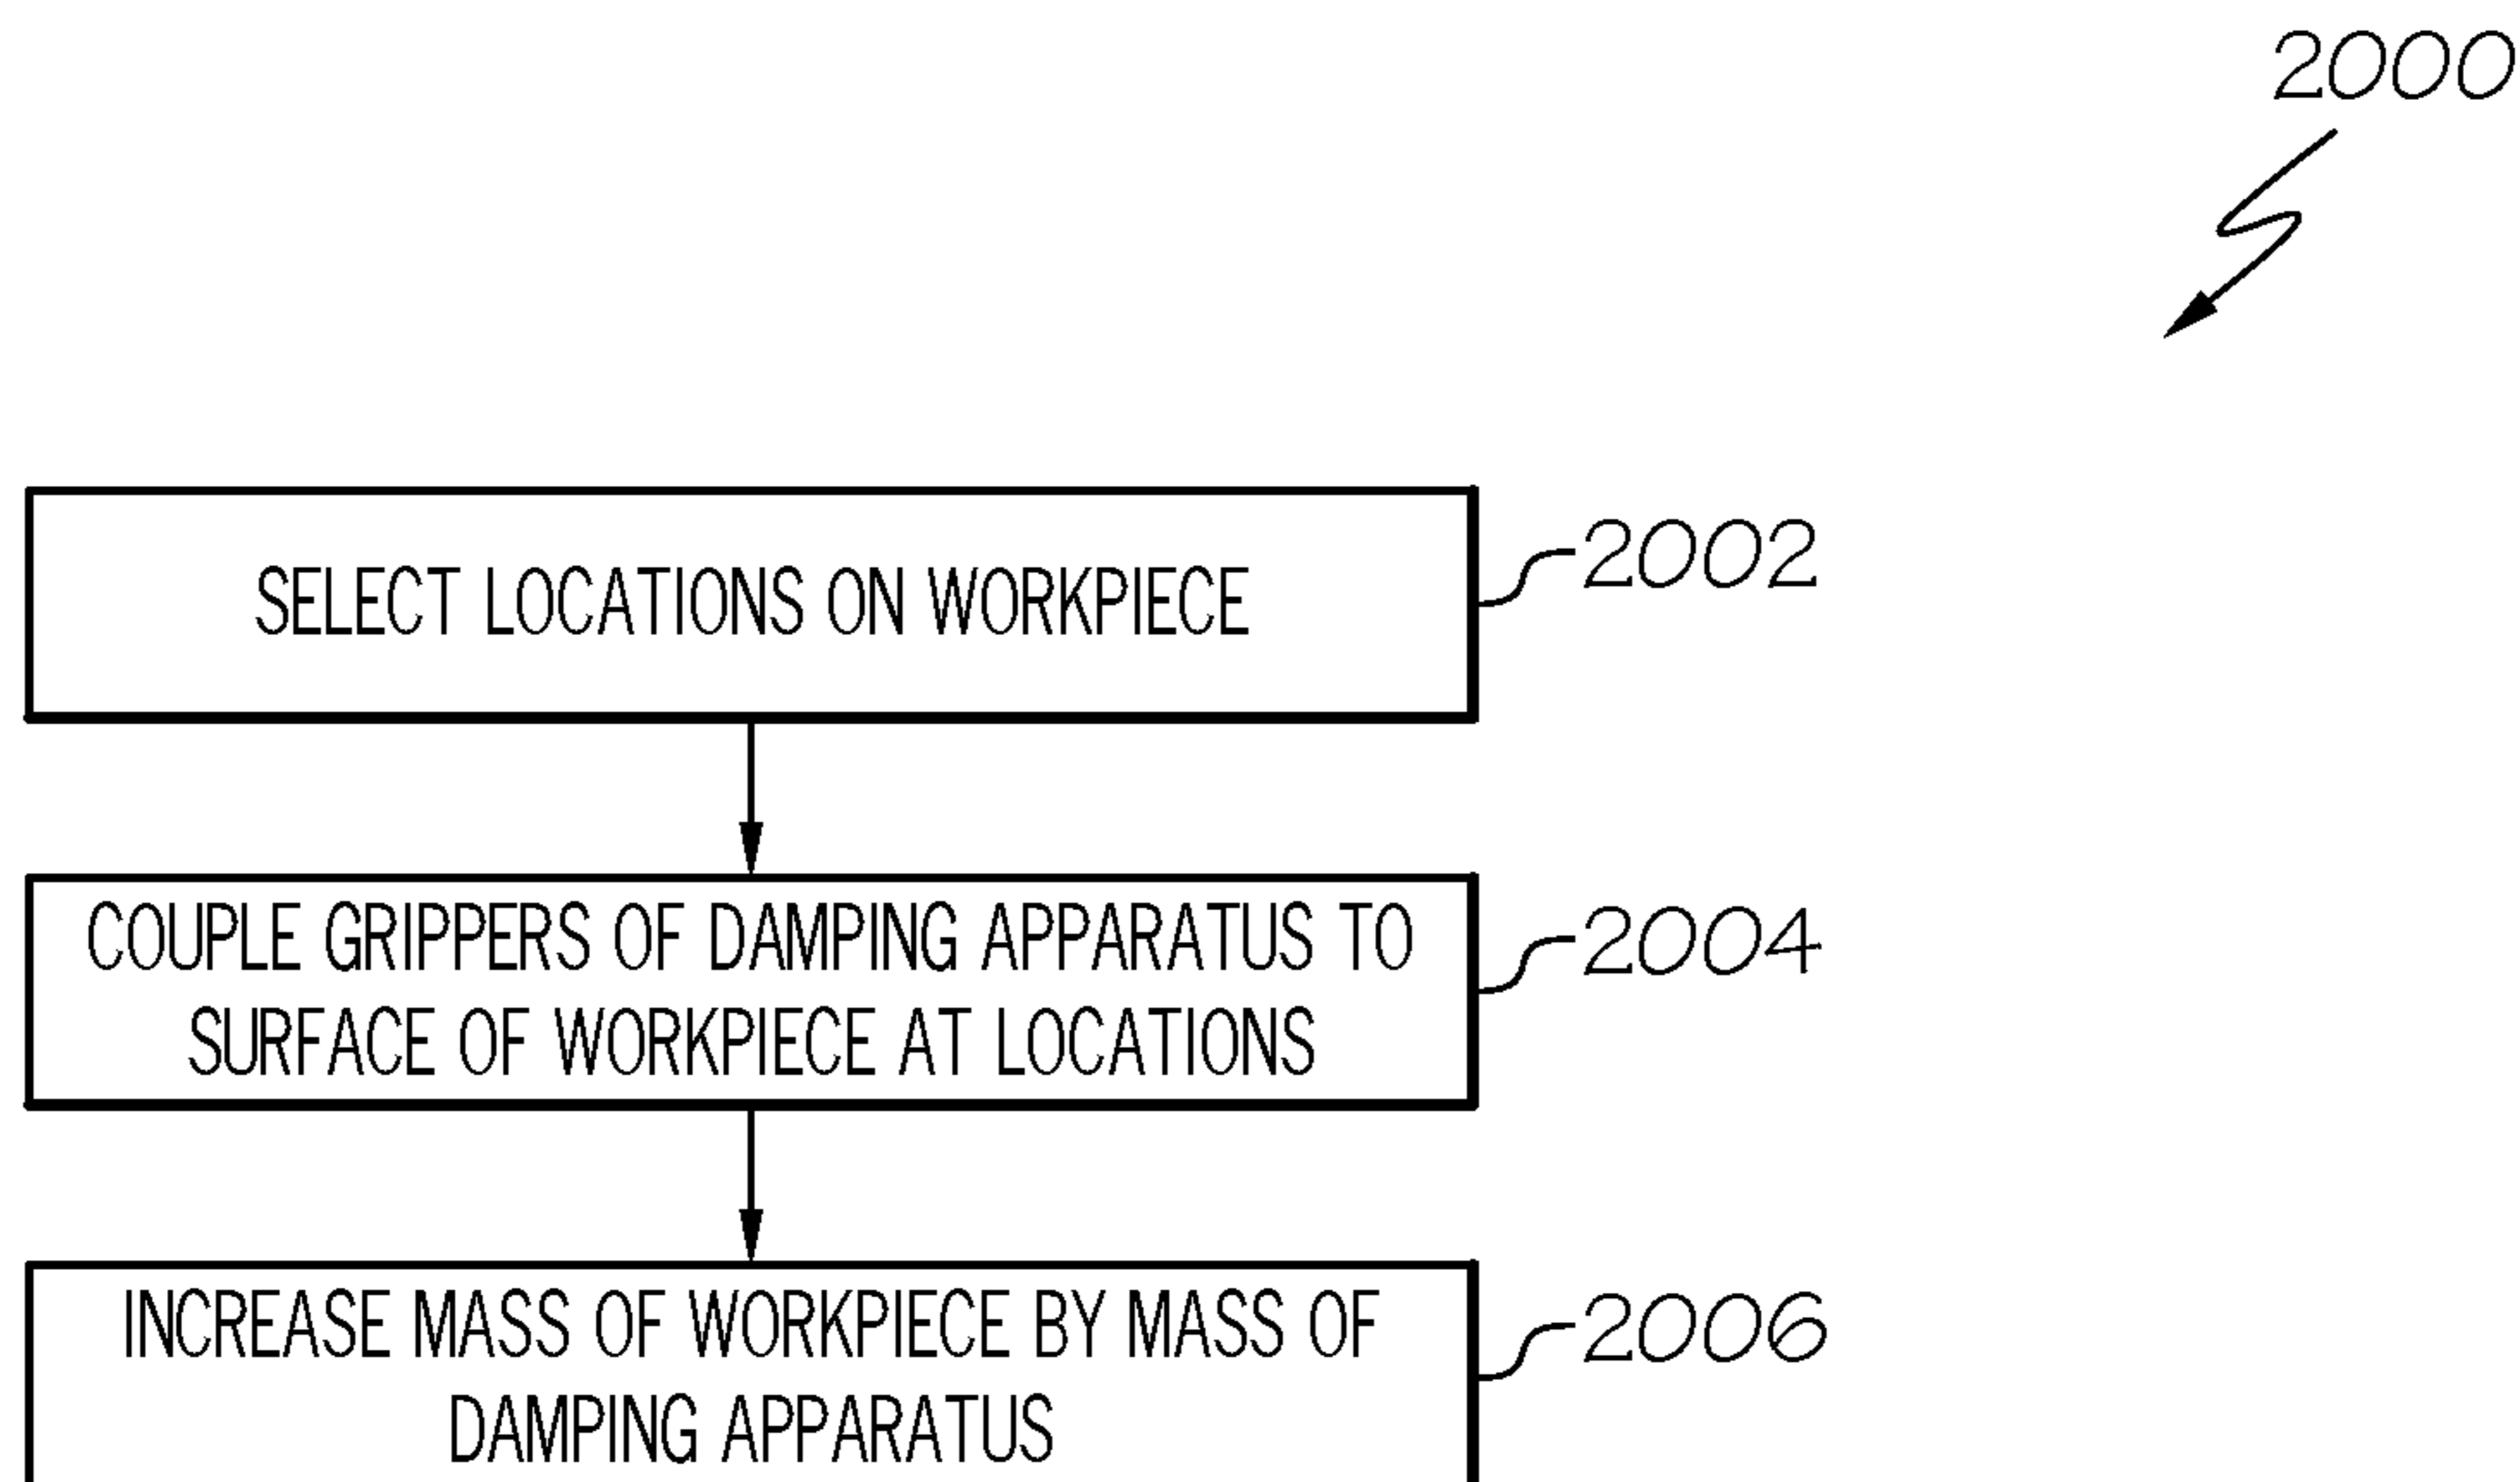 2000
SELECT LOCATIONS ON WORKPIECE
2002
COUPLE GRIPPERS OF DAMPING APPARATUS TO
SURFACE OF WORKPIECE AT LOCATIONS
2004
INCREASE MASS OF WORKPIECE BY MASS OF
DAMPING APPARATUS
2006